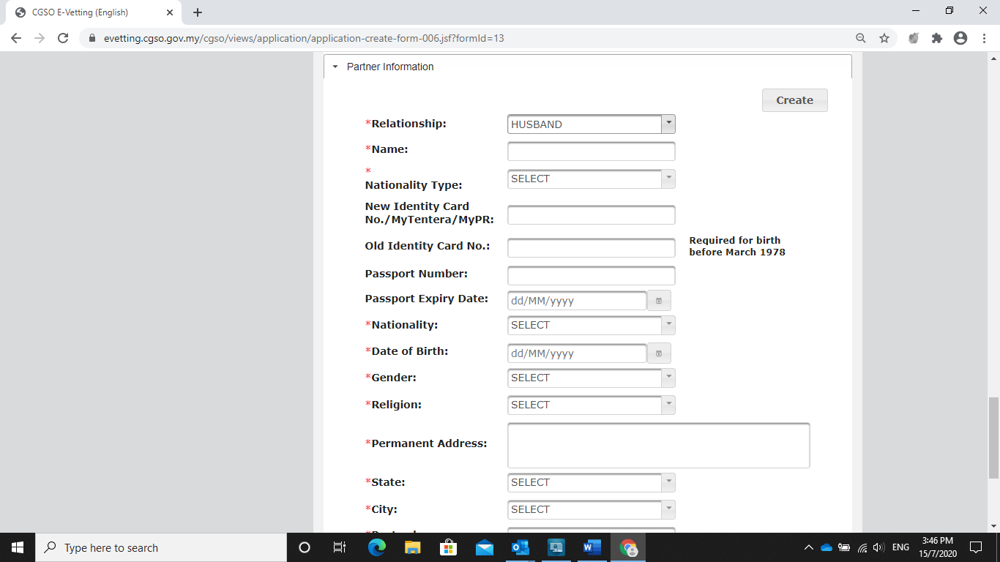 CGSO E-Vetting (English)
evetting.cgso.gov.my/cgso/views/application/application-create-form-006.jsf?formId=13
Partner Information
Create
*Relationship:
HUSBAND
*Name:
*
Nationality Type:
SELECT
New Identity Card
No./MyTentera/MyPR:
Old Identity Card No.:
Required for birth
before March 1978
Passport Number:
Passport Expiry Date:
dd/MM/yyyy
*Nationality:
SELECT
*Date of Birth:
dd/MM/yyyy
*Gender:
SELECT
*Religion:
SELECT
*Permanent Address:
*State:
SELECT
*City:
SELECT
Type here to search
ENG
3:46 PM
15/7/2020